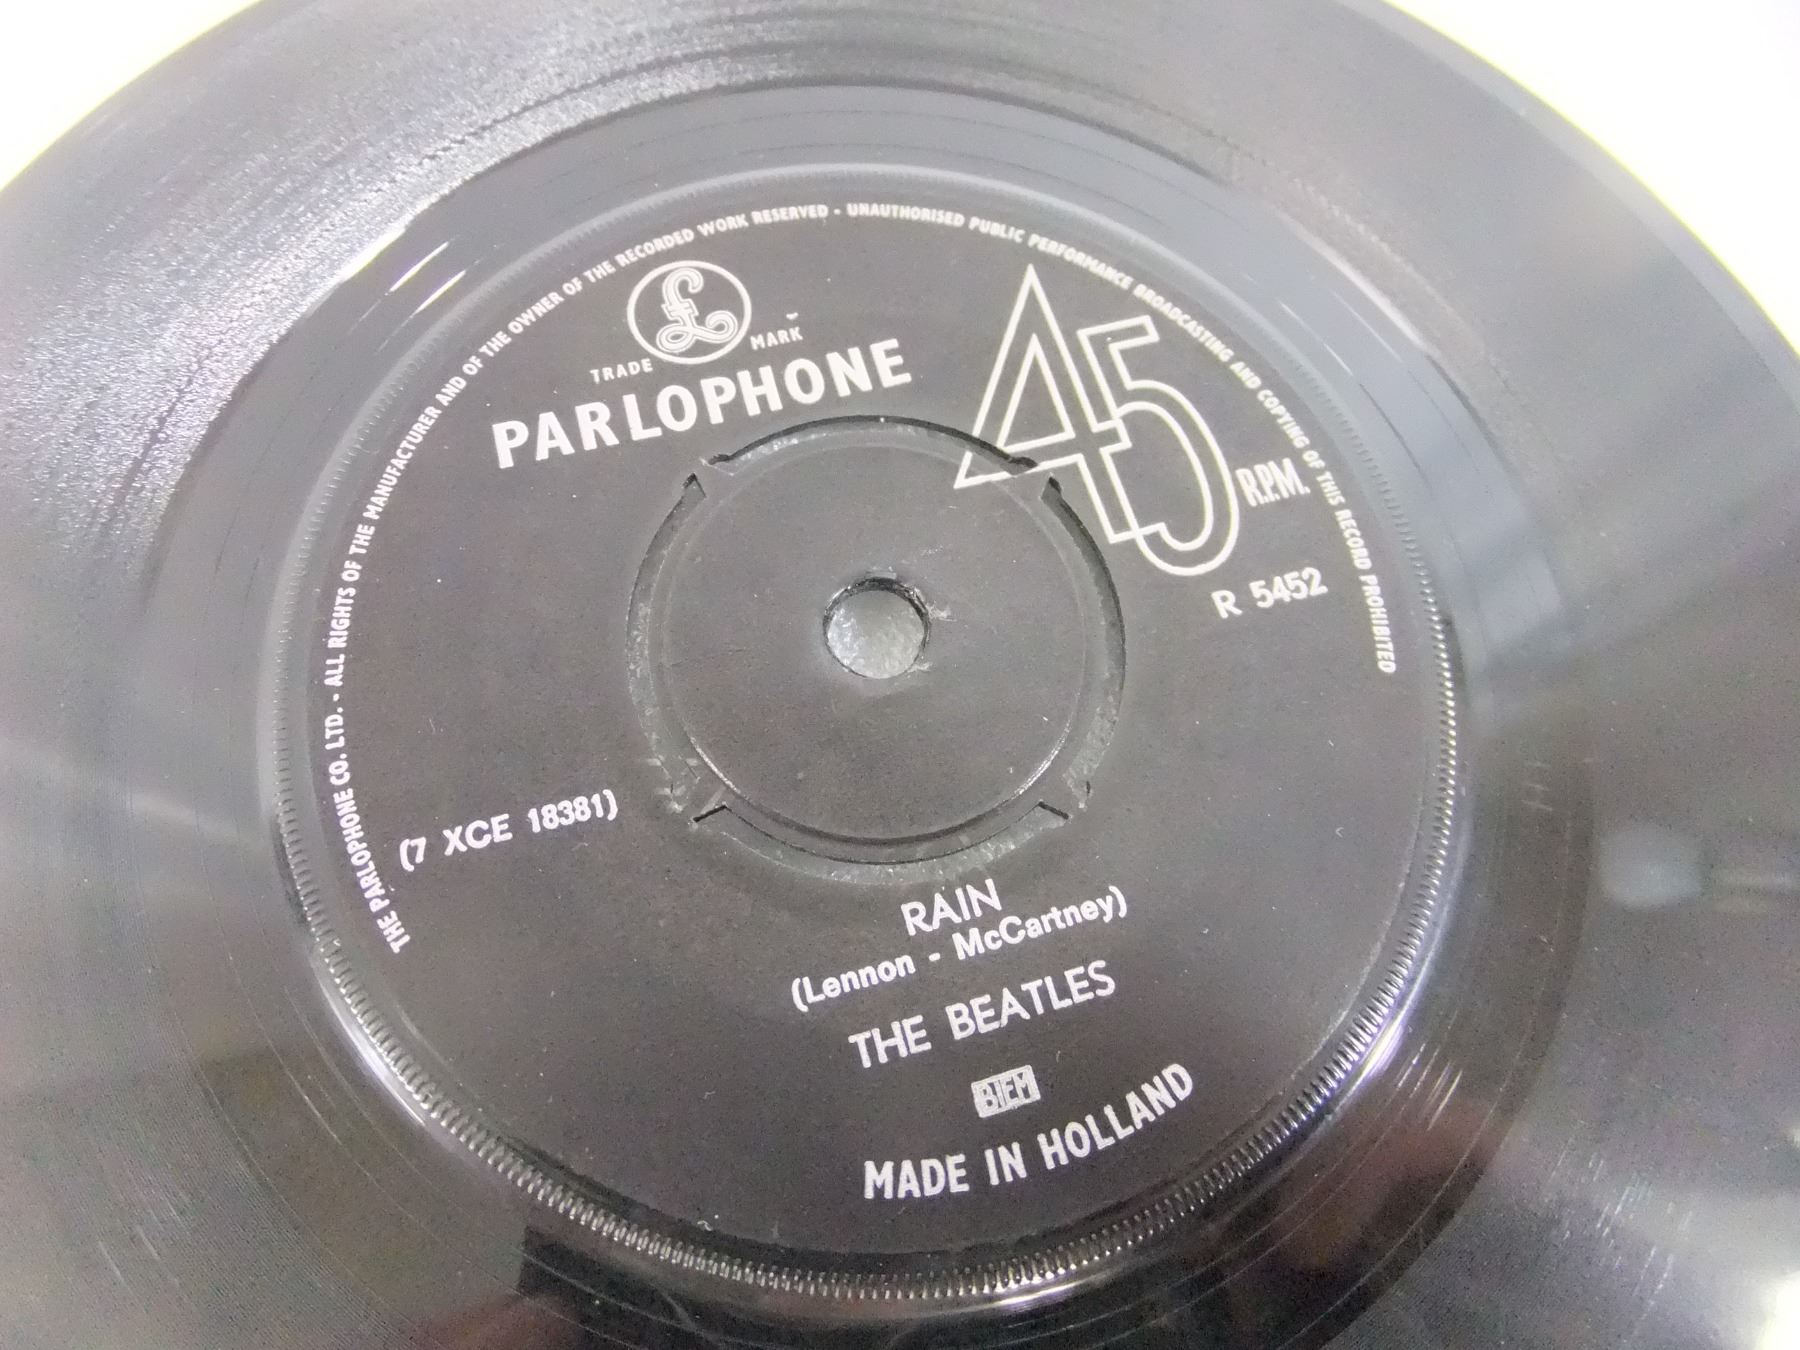 THE PARLOPHONE CO. LTD. - ALL RIGHTS OF THE MANUFACTURER AND OF THE OWNER OF THE RECORDED WORK RESERVED - UNAUTHORISED PUBLIC PERFORMANCE BROADCASTING AND COPYING OF THIS RECORD PROHIBITED
£
TRADE MARK
PARLOPHONE
45 R.P.M.
R 5452
(7 XCE 18381)
RAIN
(Lennon - McCartney)
THE BEATLES
BIEM
MADE IN HOLLAND